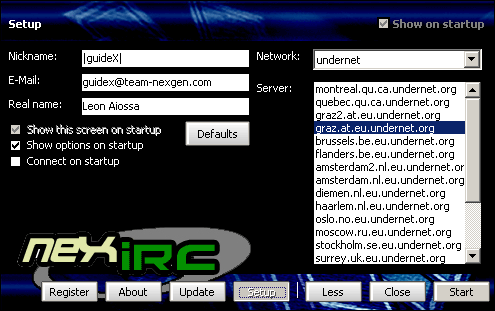 Setup
Show on startup
Nickname:
|guideX|
E-Mail:
guidex@team-nexgen.com
Real name:
Leon Aiossa
Show this screen on startup
Show options on startup
Connect on startup
Defaults
Network:
undernet
Server:
montreal.qu.ca.undernet.org
quebec.qu.ca.undernet.org
graz2.at.eu.undernet.org
graz.at.eu.undernet.org
brussels.be.eu.undernet.org
flanders.be.eu.undernet.org
amsterdam2.nl.eu.undernet.org
amsterdam.nl.eu.undernet.org
diemen.nl.eu.undernet.org
haarlem.nl.eu.undernet.org
oslo.no.eu.undernet.org
moscow.ru.eu.undernet.org
stockholm.se.eu.undernet.org
surrey.uk.eu.undernet.org
nex iRC
Register About Update Setup Less Close Start